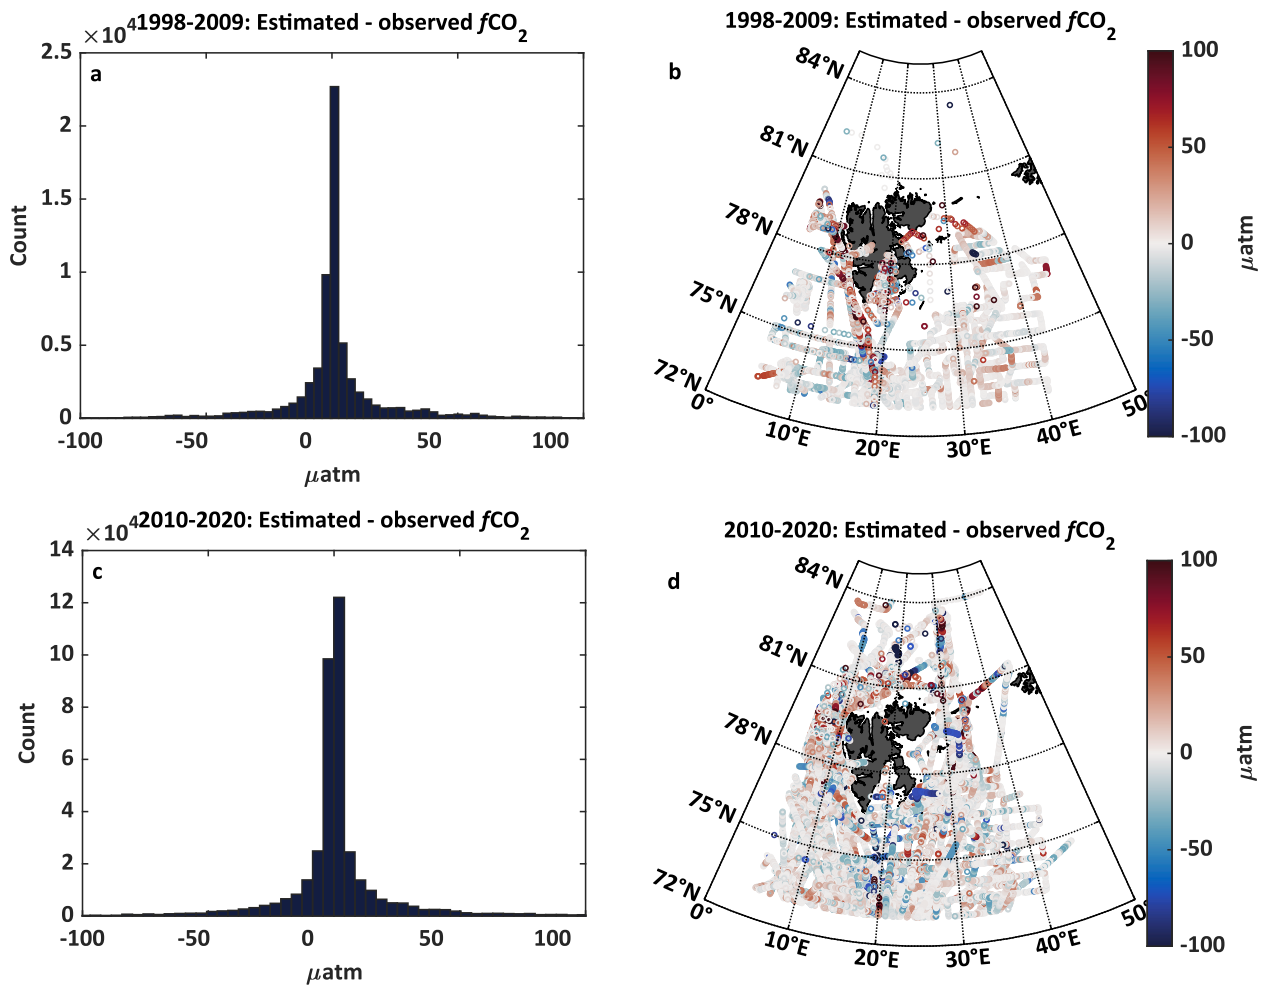 ×10⁴
1998-2009: Estimated - observed fCO₂
a
2.5
2
1.5
1
0.5
0
Count
-100
-50
0
50
100
μatm
1998-2009: Estimated - observed fCO₂
b
84°N
81°N
78°N
75°N
72°N
0°
10°E
20°E
30°E
40°E
50°
100
50
0
-50
-100
μatm
×10⁴
2010-2020: Estimated - observed fCO₂
c
14
12
10
8
6
4
2
0
Count
-100
-50
0
50
100
μatm
2010-2020: Estimated - observed fCO₂
d
84°N
81°N
78°N
75°N
72°N
0°
10°E
20°E
30°E
40°E
50°
100
50
0
-50
-100
μatm